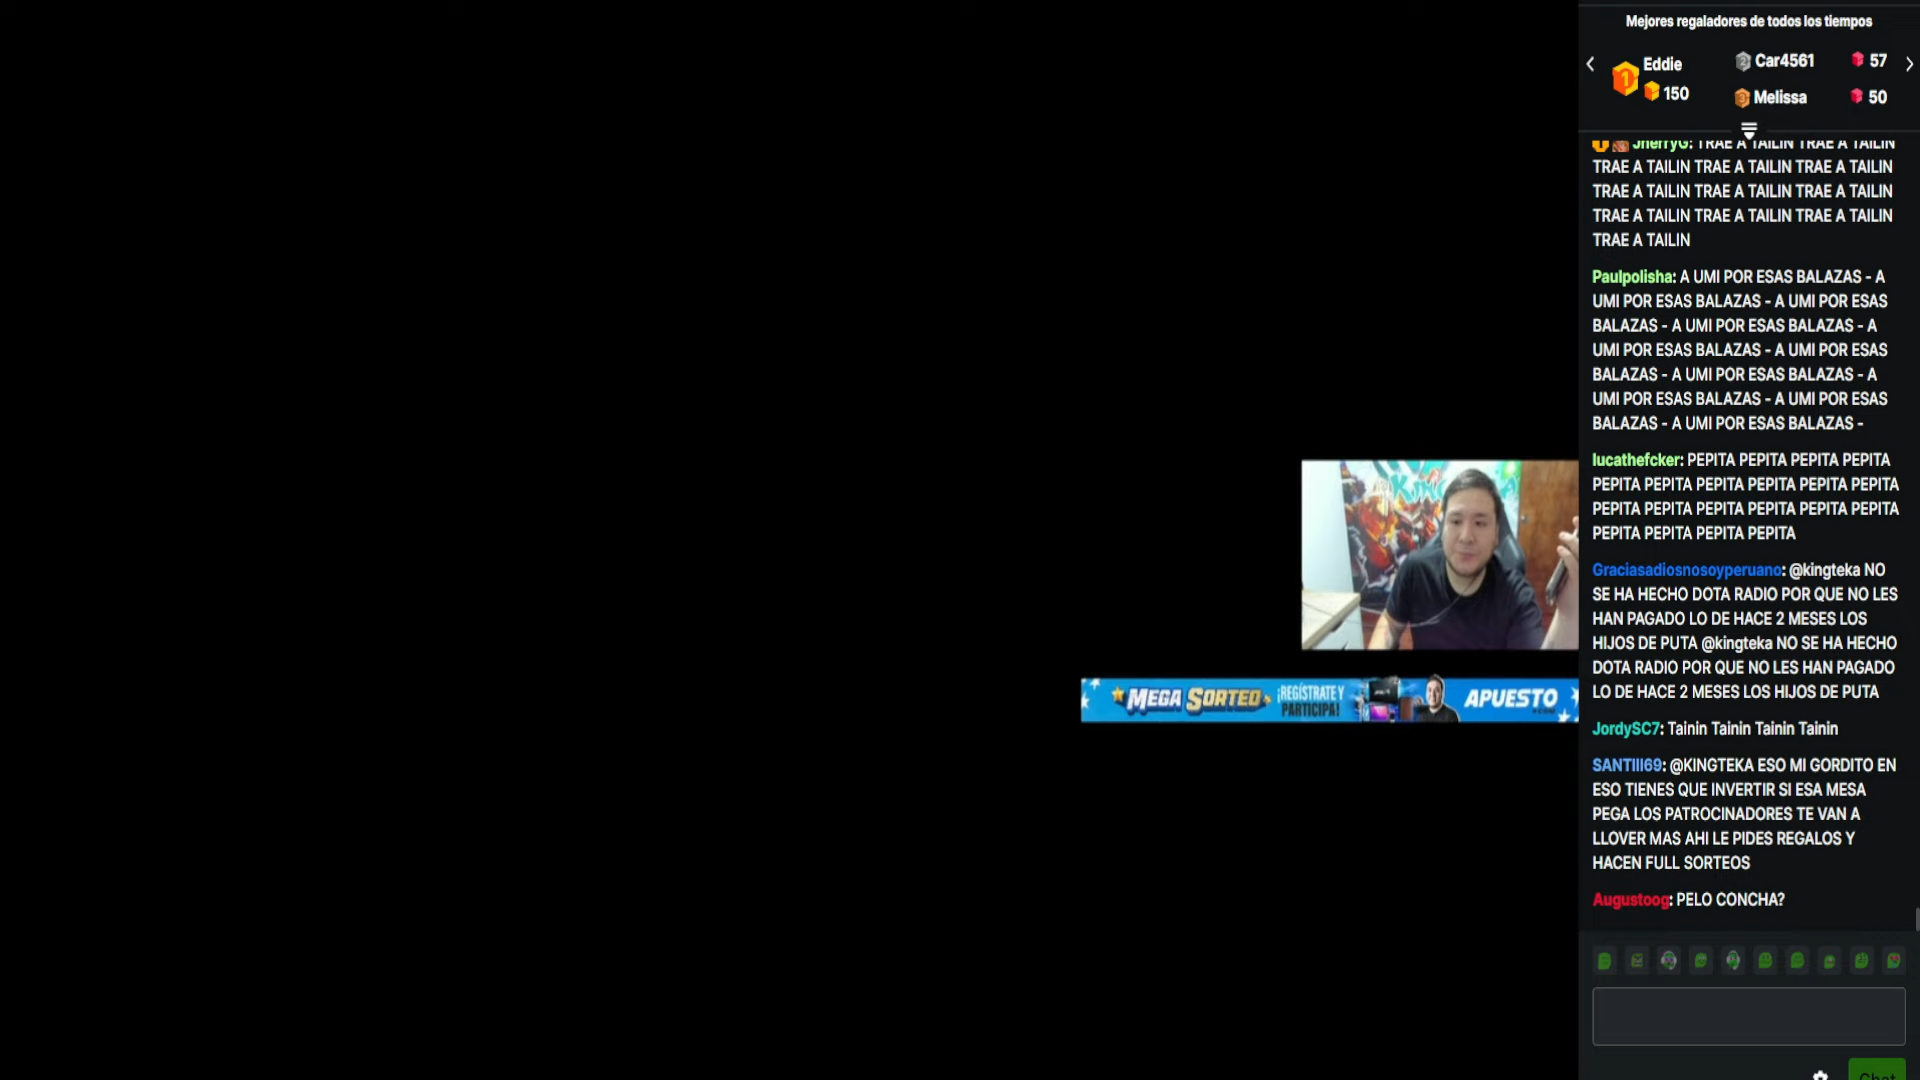 Mejores regaladores de todos los tiempos
Eddie
150
Car4561
57
Melissa
50
JherryG: TRAE A TAILIN TRAE A TAILIN
TRAE A TAILIN TRAE A TAILIN TRAE A TAILIN
TRAE A TAILIN TRAE A TAILIN TRAE A TAILIN
TRAE A TAILIN TRAE A TAILIN TRAE A TAILIN
TRAE A TAILIN
Paulpolisha: A UMI POR ESAS BALAZAS - A
UMI POR ESAS BALAZAS - A UMI POR ESAS
BALAZAS - A UMI POR ESAS BALAZAS - A
UMI POR ESAS BALAZAS - A UMI POR ESAS
BALAZAS - A UMI POR ESAS BALAZAS - A
UMI POR ESAS BALAZAS - A UMI POR ESAS
BALAZAS - A UMI POR ESAS BALAZAS -
lucathefcker: PEPITA PEPITA PEPITA PEPITA
PEPITA PEPITA PEPITA PEPITA PEPITA PEPITA
PEPITA PEPITA PEPITA PEPITA PEPITA PEPITA
PEPITA PEPITA PEPITA PEPITA
Graciasadiosnosoyperuano: @kingteka NO
SE HA HECHO DOTA RADIO POR QUE NO LES
HAN PAGADO LO DE HACE 2 MESES LOS
HIJOS DE PUTA @kingteka NO SE HA HECHO
DOTA RADIO POR QUE NO LES HAN PAGADO
LO DE HACE 2 MESES LOS HIJOS DE PUTA
JordySC7: Tainin Tainin Tainin Tainin
SANTIII69: @KINGTEKA ESO MI GORDITO EN
ESO TIENES QUE INVERTIR SI ESA MESA
PEGA LOS PATROCINADORES TE VAN A
LLOVER MAS AHI LE PIDES REGALOS Y
HACEN FULL SORTEOS
Augustoog: PELO CONCHA?
Chat
MEGA SORTEO
¡REGÍSTRATE Y
PARTICIPA!
APUESTO